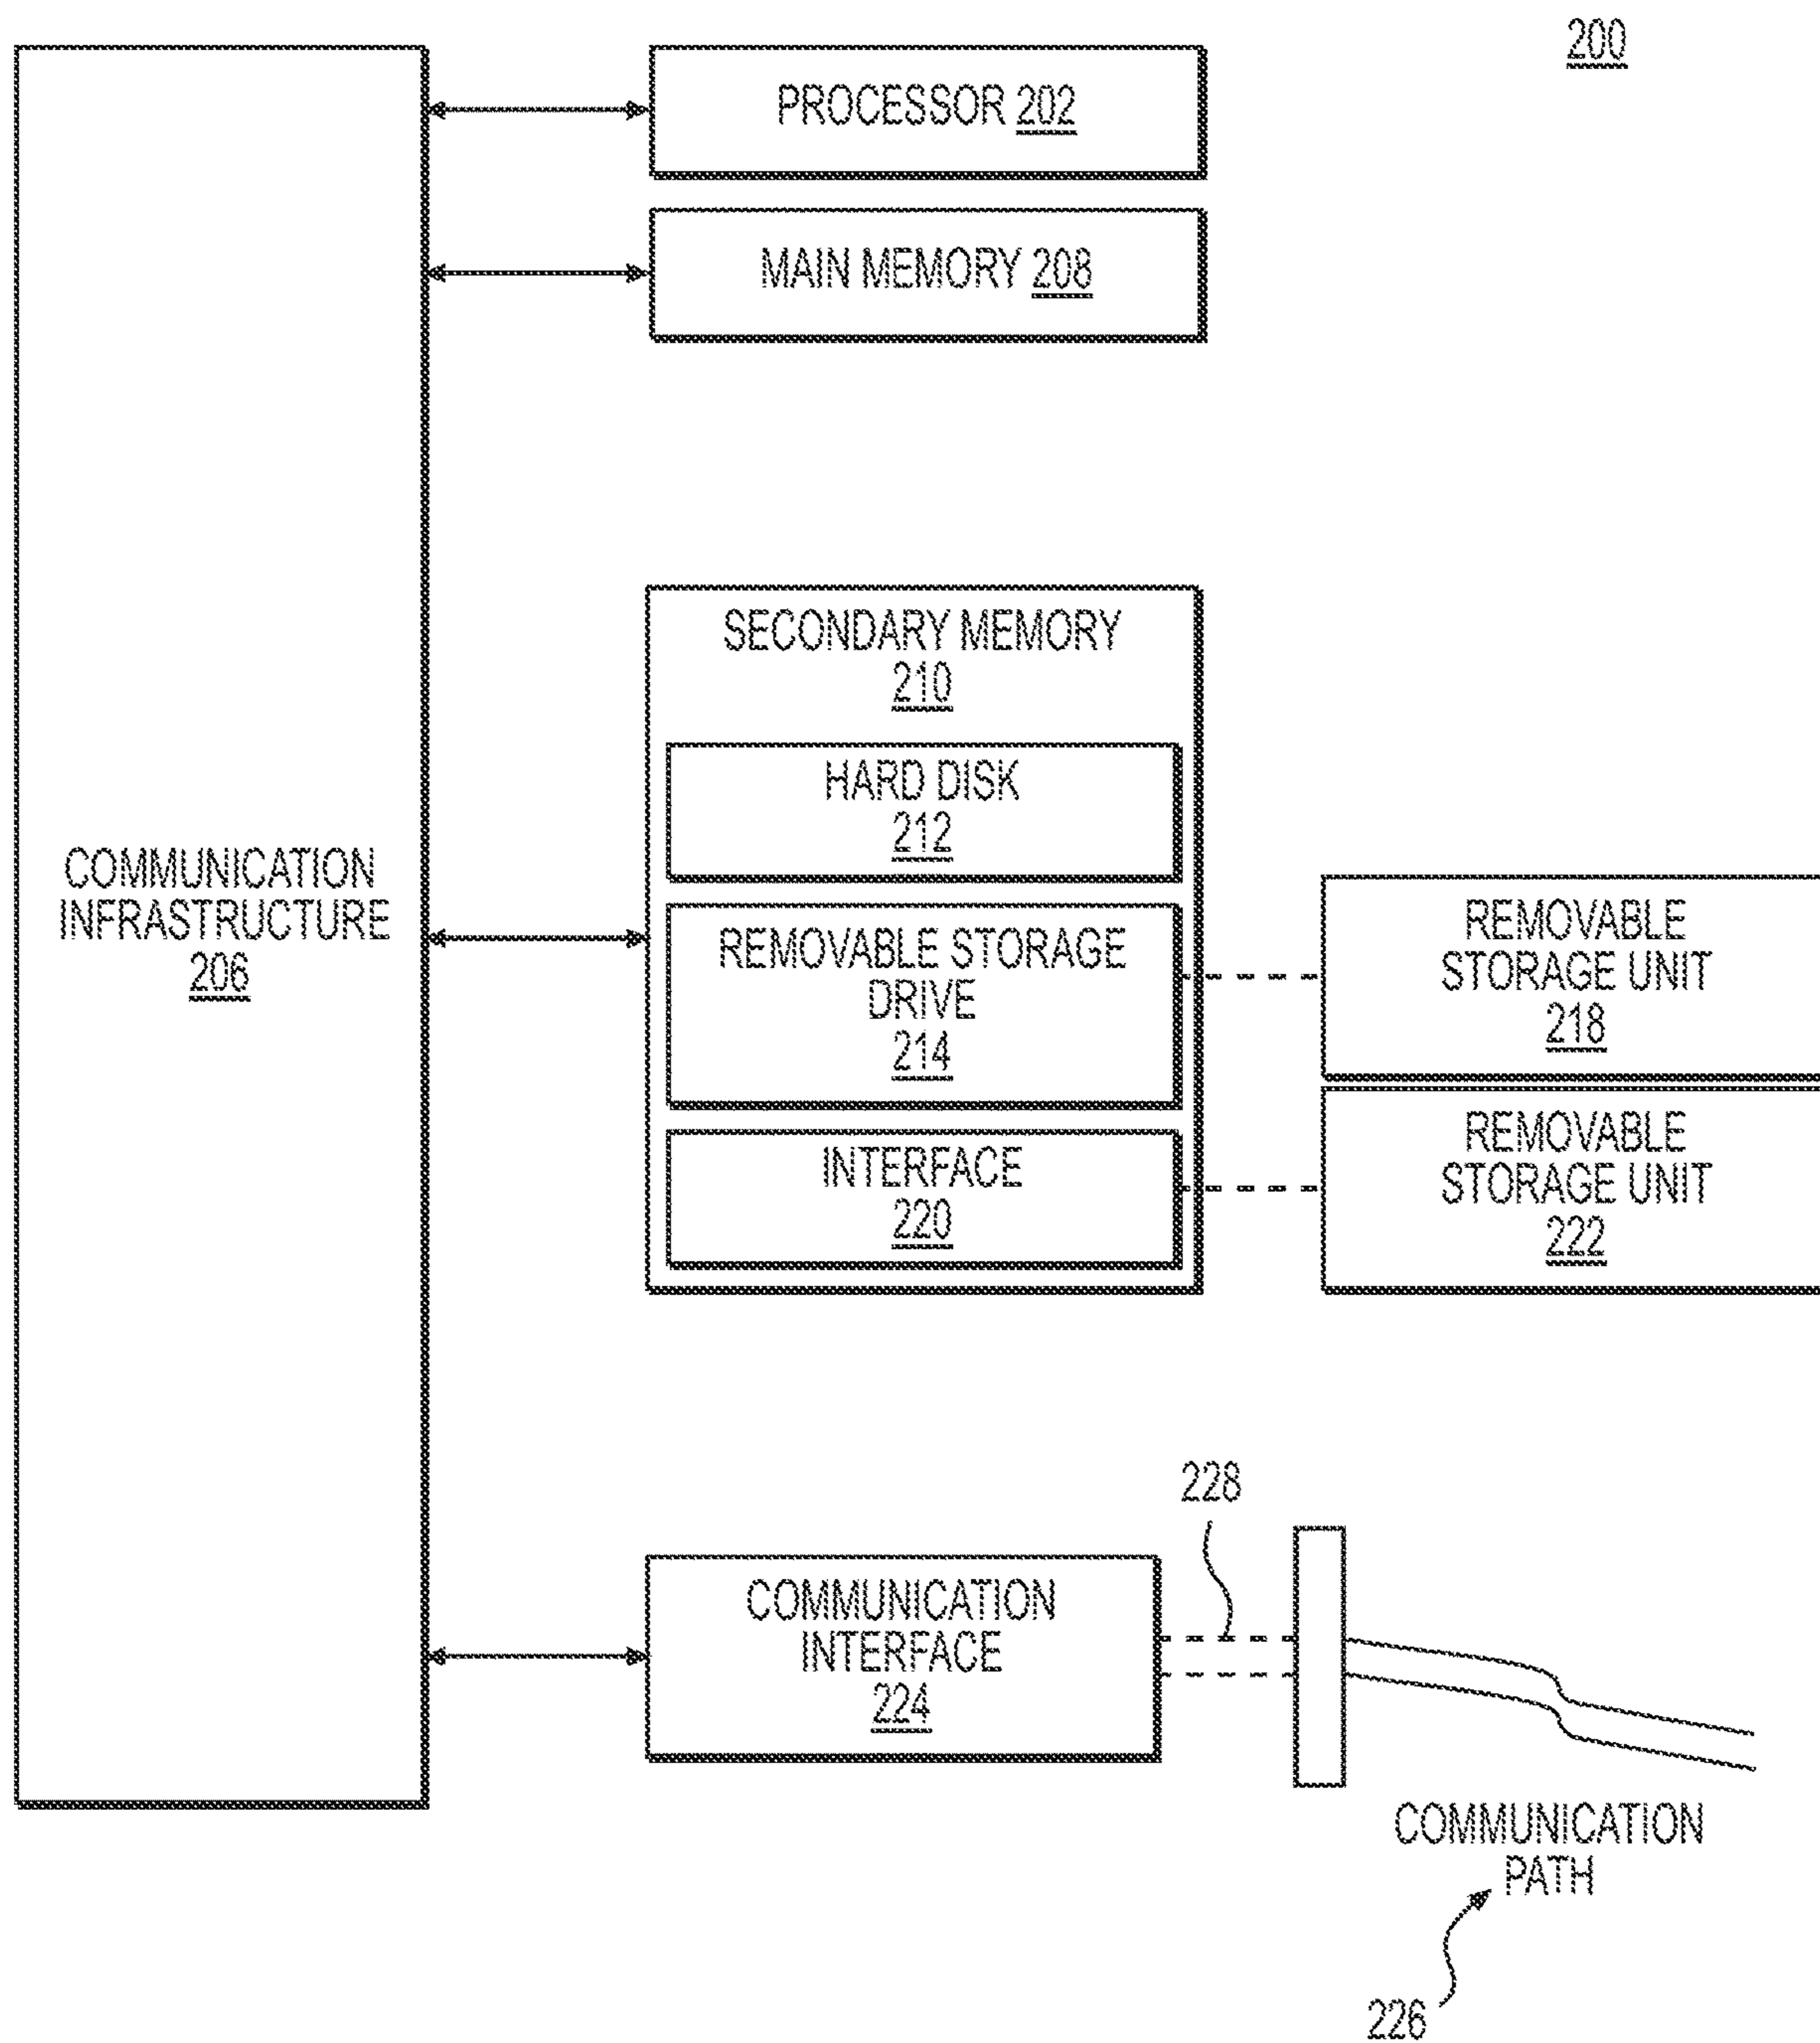 200
PROCESSOR 202
MAIN MEMORY 208
SECONDARY MEMORY
210
HARD DISK
212
COMMUNICATION
INFRASTRUCTURE
206
REMOVABLE STORAGE
DRIVE
214
REMOVABLE
STORAGE UNIT
218
INTERFACE
220
REMOVABLE
STORAGE UNIT
222
228
COMMUNICATION
INTERFACE
224
COMMUNICATION
PATH
226